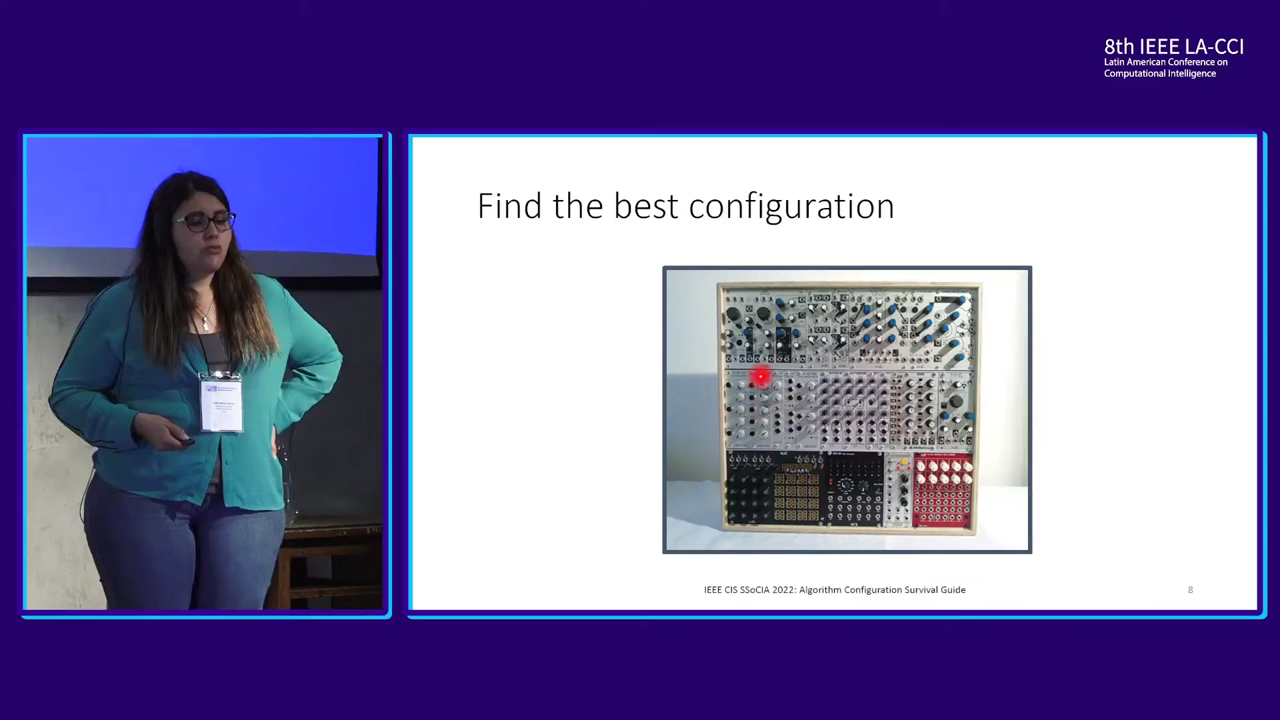 8th IEEE LA-CCI
Latin American Conference on
Computational Intelligence
Find the best configuration
IEEE CIS SSoCIA 2022: Algorithm Configuration Survival Guide
8